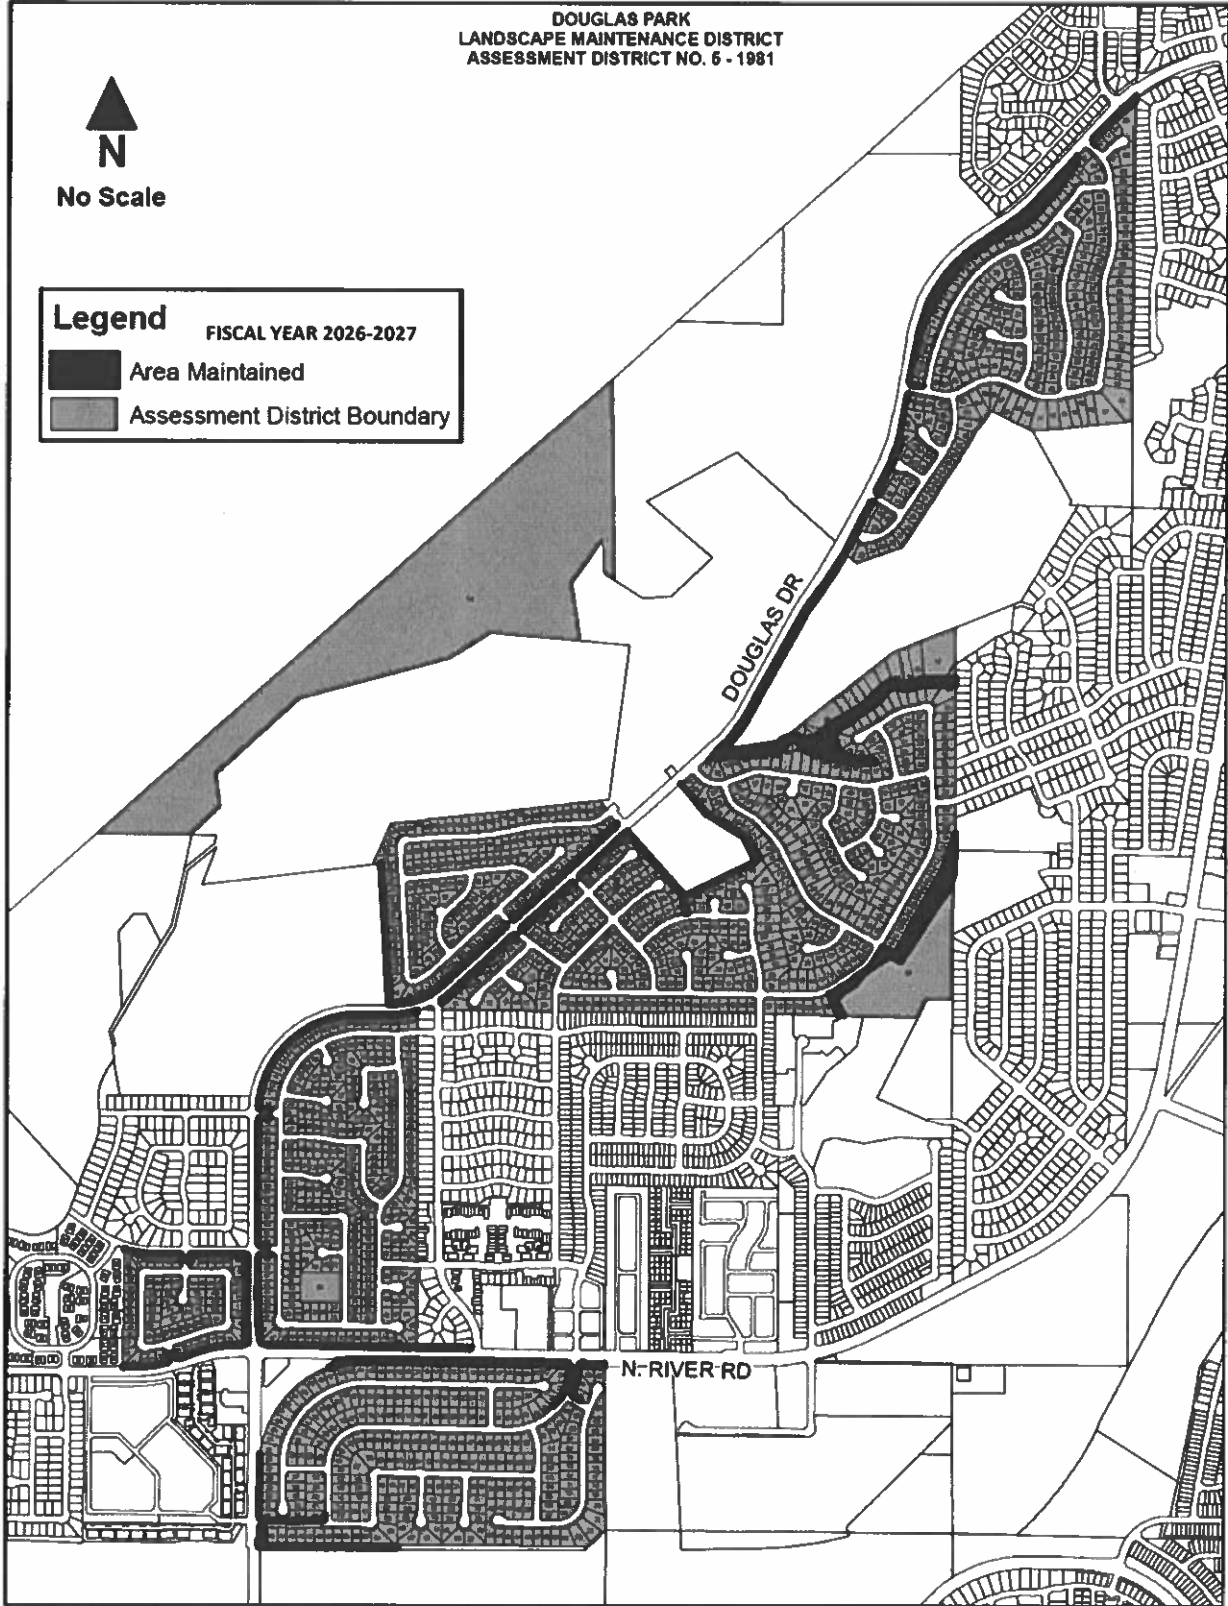 DOUGLAS PARK
LANDSCAPE MAINTENANCE DISTRICT
ASSESSMENT DISTRICT NO. 6 - 1981
N
No Scale
Legend
FISCAL YEAR 2026-2027
Area Maintained
Assessment District Boundary
DOUGLAS DR
N. RIVER RD